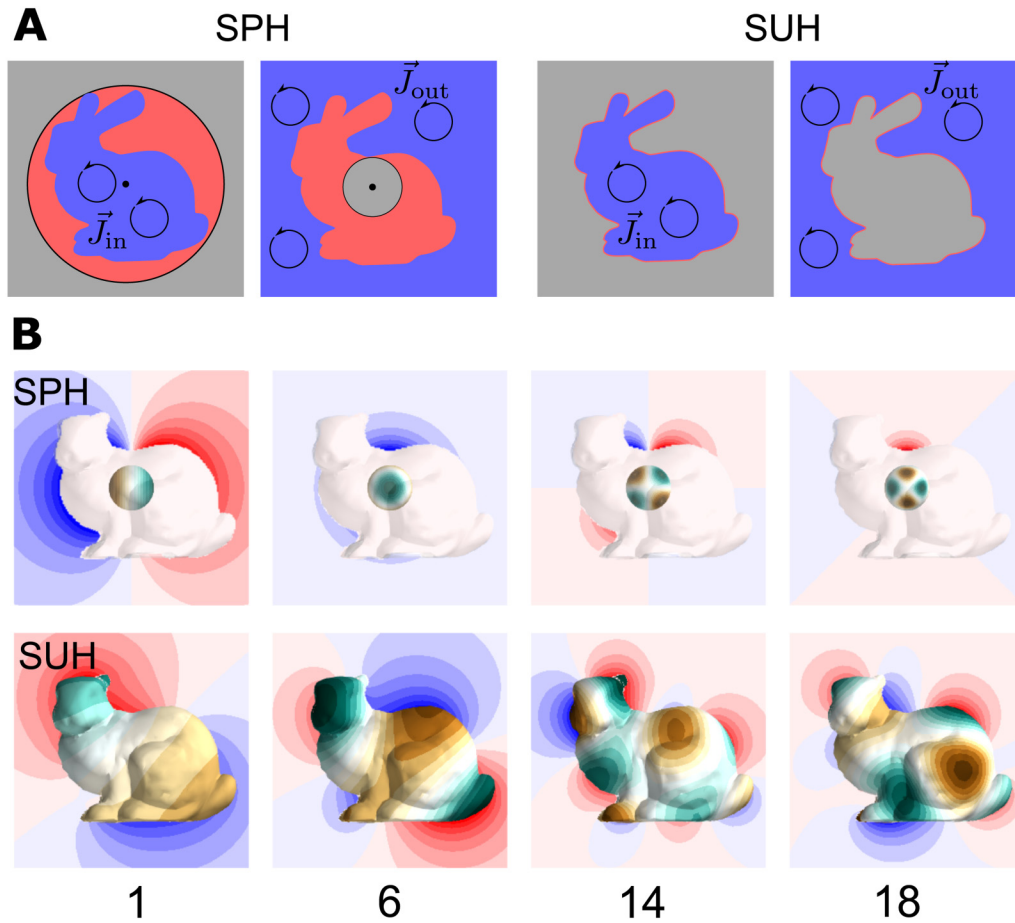 A
SPH SUH
J⃗out J⃗out
J⃗in J⃗in
B
SPH
SUH
1 6 14 18